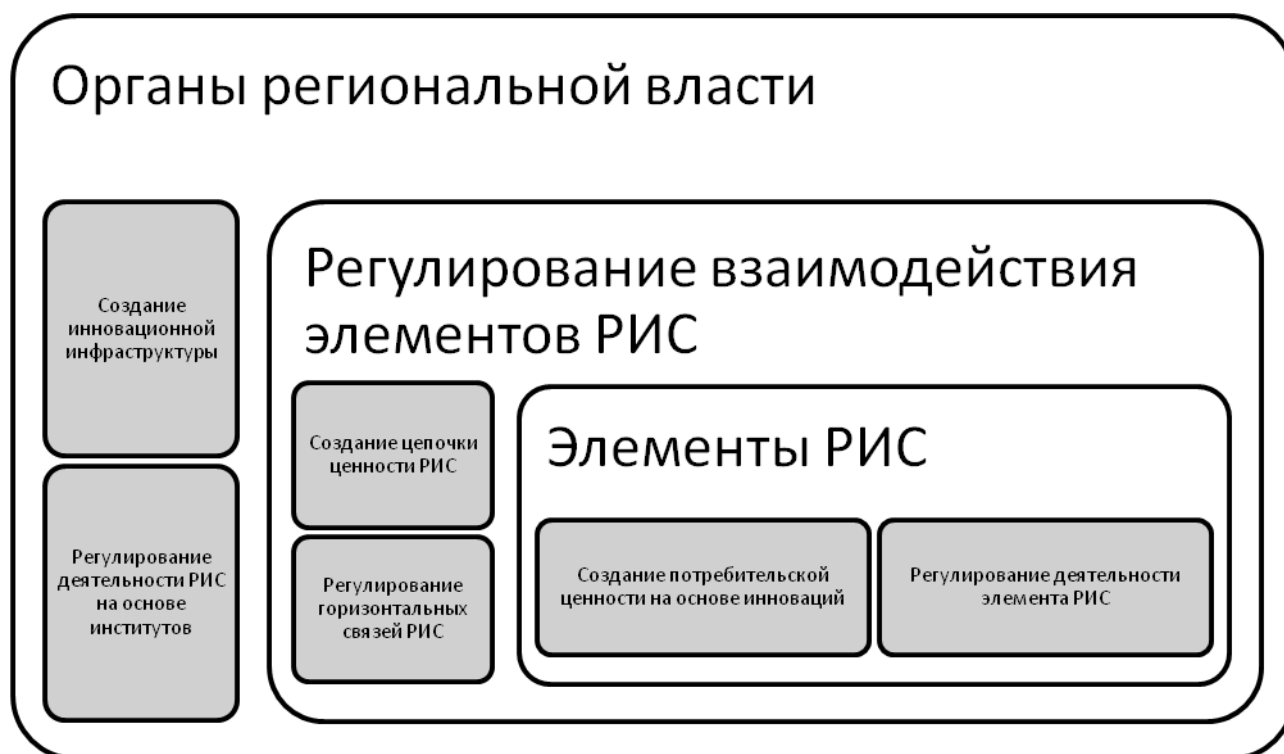 Органы региональной власти
Создание
инновационной
инфраструктуры
Регулирование
деятельности РИС
на основе
институтов
Регулирование взаимодействия
элементов РИС
Создание цепочки
ценности РИС
Регулирование
горизонтальных
связей РИС
Элементы РИС
Создание потребительской
ценности на основе инноваций
Регулирование деятельности
элемента РИС